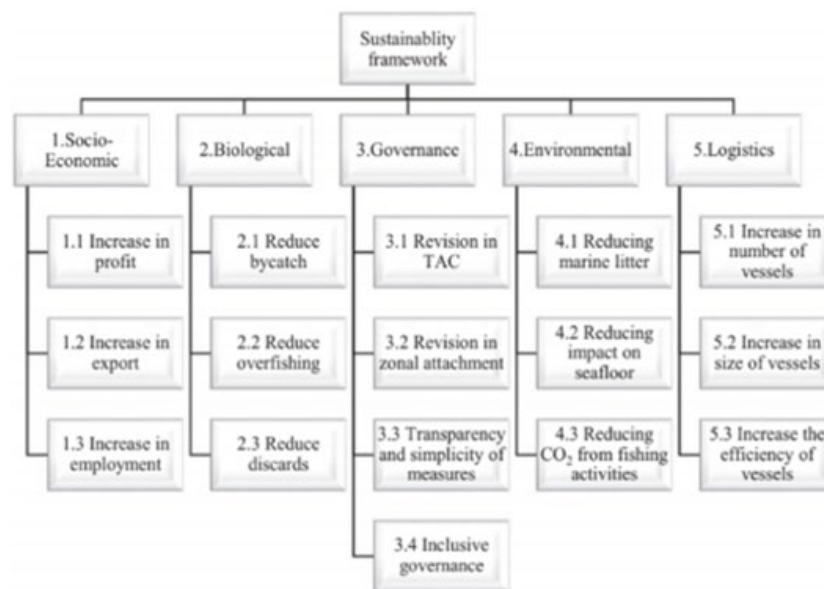 Sustainablity
framework
1.Socio-
Economic
2.Biological
3.Governance
4.Environmental
5.Logistics
1.1 Increase in
profit
2.1 Reduce
bycatch
3.1 Revision in
TAC
4.1 Reducing
marine litter
5.1 Increase in
number of
vessels
1.2 Increase in
export
2.2 Reduce
overfishing
3.2 Revision in
zonal attachment
4.2 Reducing
impact on
seafloor
5.2 Increase in
size of vessels
1.3 Increase in
employment
2.3 Reduce
discards
3.3 Transparency
and simplicity of
measures
4.3 Reducing
CO₂ from fishing
activities
5.3 Increase the
efficiency of
vessels
3.4 Inclusive
governance